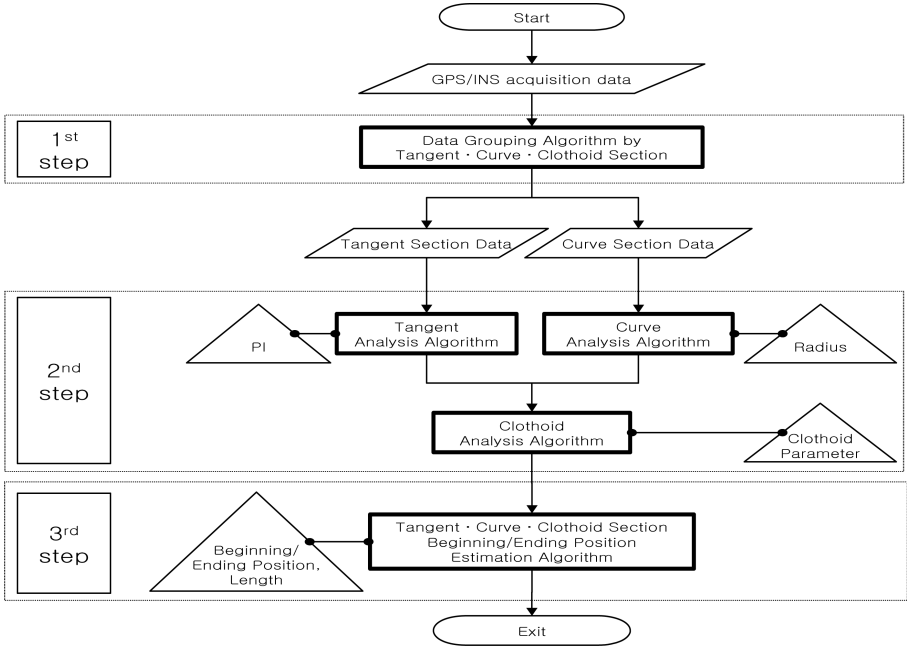 Start
GPS/INS acquisition data
1st
step
Data Grouping Algorithm by
Tangent · Curve · Clothoid Section
Tangent Section Data
Curve Section Data
2nd
step
PI
Tangent
Analysis Algorithm
Curve
Analysis Algorithm
Radius
Clothoid
Analysis Algorithm
Clothoid
Parameter
3rd
step
Beginning/
Ending Position,
Length
Tangent · Curve · Clothoid Section
Beginning/Ending Position
Estimation Algorithm
Exit